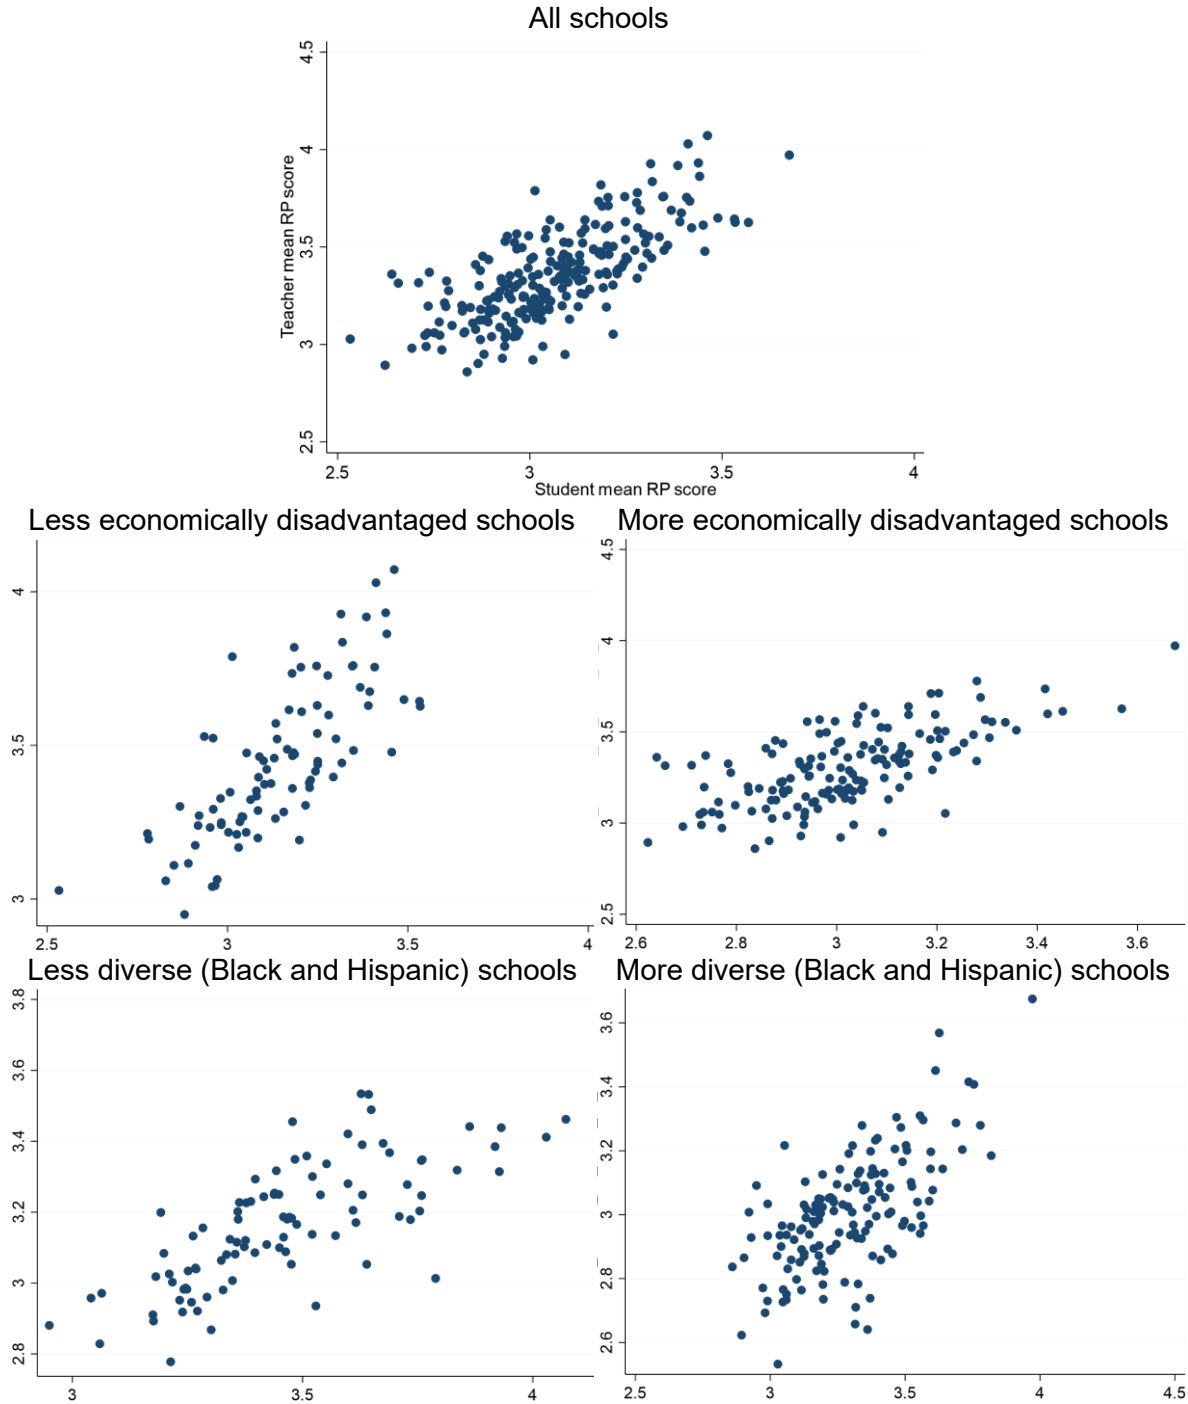 All schools
4.5
4
3.5
3
2.5
Teacher mean RP score
2.5 3 3.5 4
Student mean RP score
Less economically disadvantaged schools
4
3.5
3
2.5 3 3.5 4
More economically disadvantaged schools
4.5
4
3.5
3
2.5
2.6 2.8 3 3.2 3.4 3.6
Less diverse (Black and Hispanic) schools
3.8
3.6
3.4
3.2
3
2.8
3 3.5 4
More diverse (Black and Hispanic) schools
3.6
3.4
3.2
3
2.8
2.6
2.5 3 3.5 4 4.5